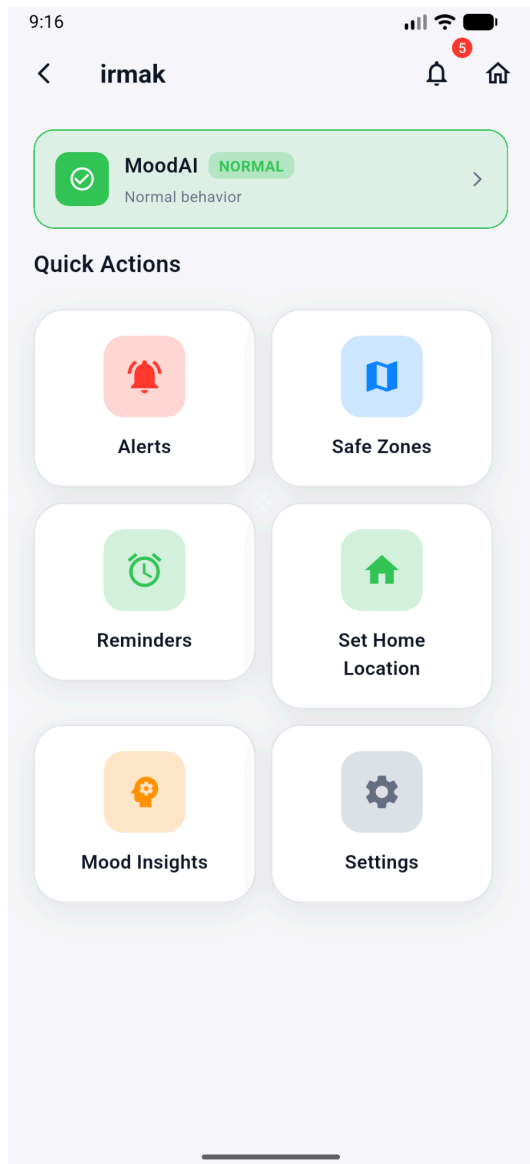 9:16
5
irmak
MoodAI NORMAL
Normal behavior
Quick Actions
Alerts
Safe Zones
Reminders
Set Home
Location
Mood Insights
Settings